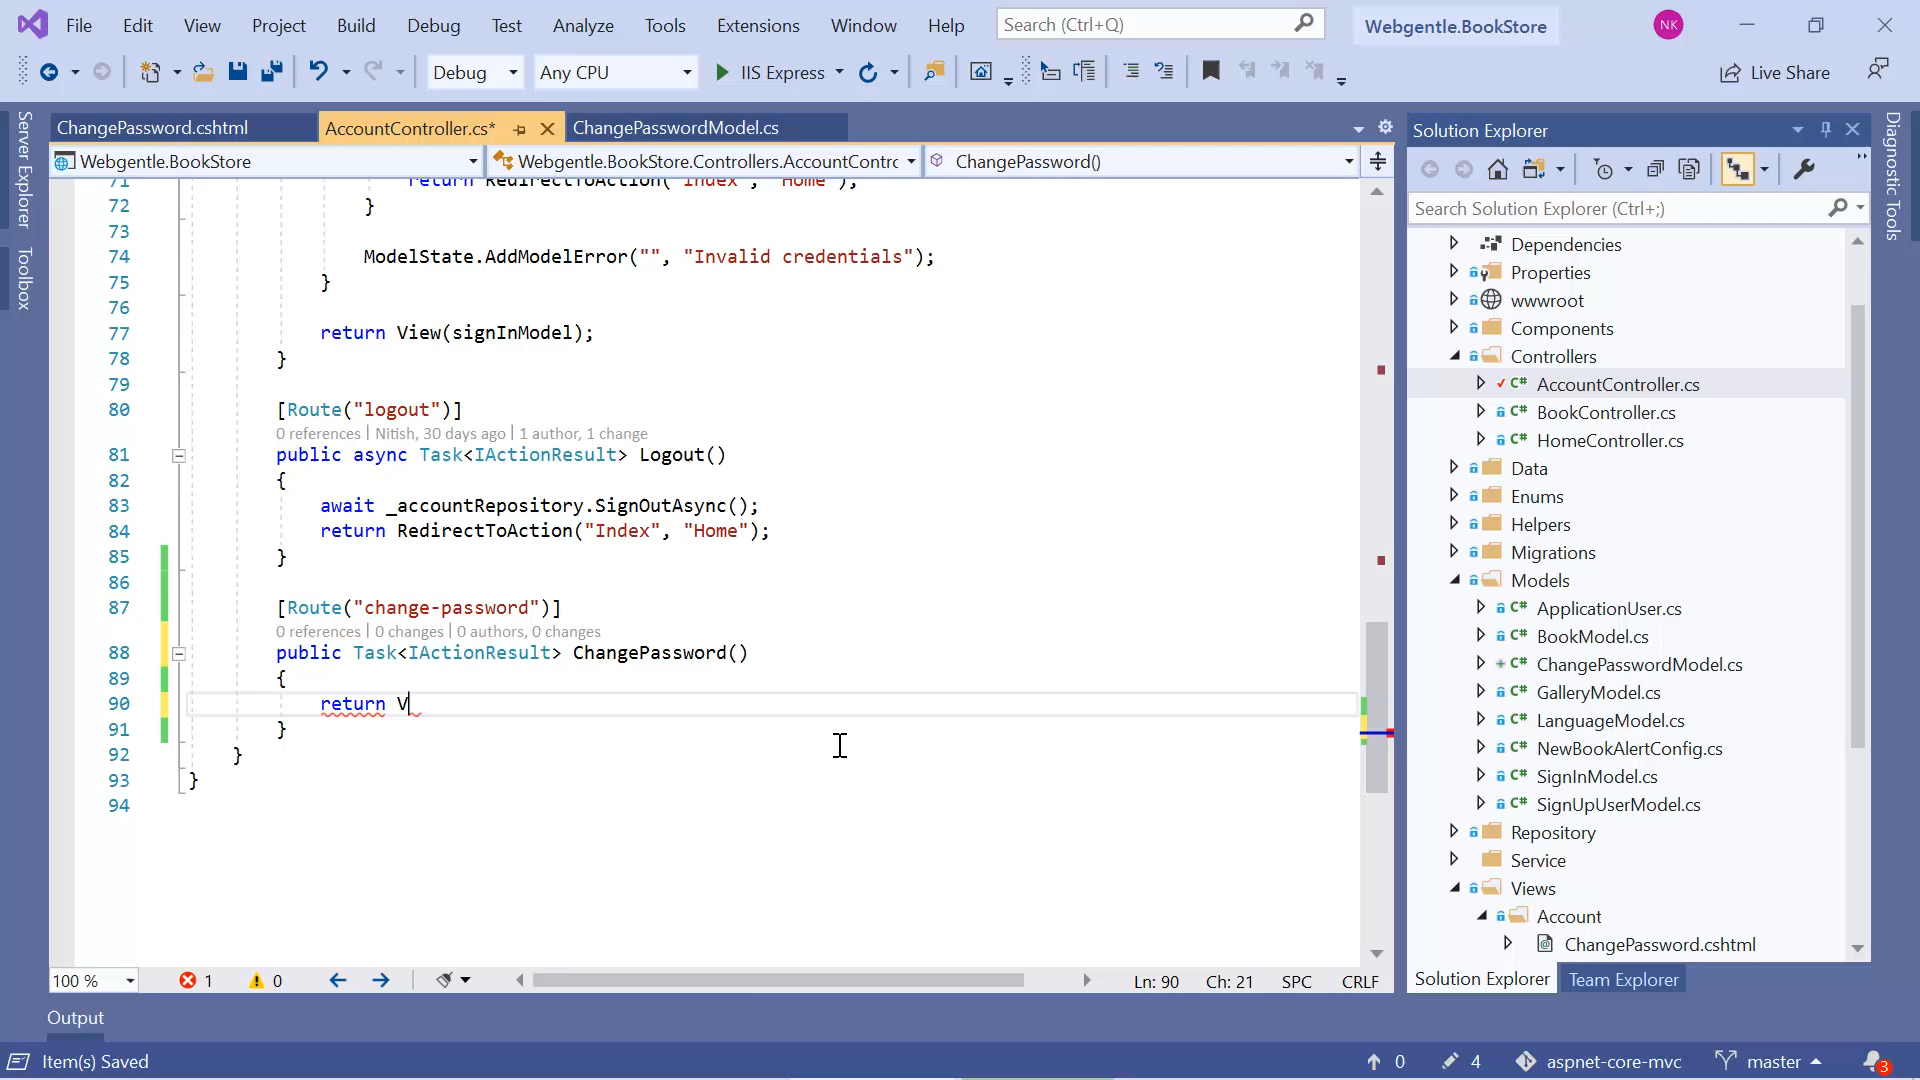 File Edit View Project Build Debug Test Analyze Tools Extensions Window Help Search (Ctrl+Q) Webgentle.BookStore NK
Debug Any CPU IIS Express Live Share
Server Explorer
Toolbox
ChangePassword.cshtml AccountController.cs* ChangePasswordModel.cs
Webgentle.BookStore Webgentle.BookStore.Controllers.AccountContrc ChangePassword()
71 return RedirectToAction("Index", "Home");
72 }
73
74 ModelState.AddModelError("", "Invalid credentials");
75 }
76
77 return View(signInModel);
78 }
79
80 [Route("logout")]
0 references | Nitish, 30 days ago | 1 author, 1 change
81 public async Task<IActionResult> Logout()
82 {
83 await _accountRepository.SignOutAsync();
84 return RedirectToAction("Index", "Home");
85 }
86
87 [Route("change-password")]
0 references | 0 changes | 0 authors, 0 changes
88 public Task<IActionResult> ChangePassword()
89 {
90 return V
91 }
92 }
93 }
94
100 % 1 0 Ln: 90 Ch: 21 SPC CRLF
Solution Explorer
Search Solution Explorer (Ctrl+;)
Dependencies
Properties
wwwroot
Components
Controllers
C# AccountController.cs
C# BookController.cs
C# HomeController.cs
Data
Enums
Helpers
Migrations
Models
C# ApplicationUser.cs
C# BookModel.cs
C# ChangePasswordModel.cs
C# GalleryModel.cs
C# LanguageModel.cs
C# NewBookAlertConfig.cs
C# SignInModel.cs
C# SignUpUserModel.cs
Repository
Service
Views
Account
ChangePassword.cshtml
Solution Explorer Team Explorer
Diagnostic Tools
Output
Item(s) Saved 0 4 aspnet-core-mvc master 3